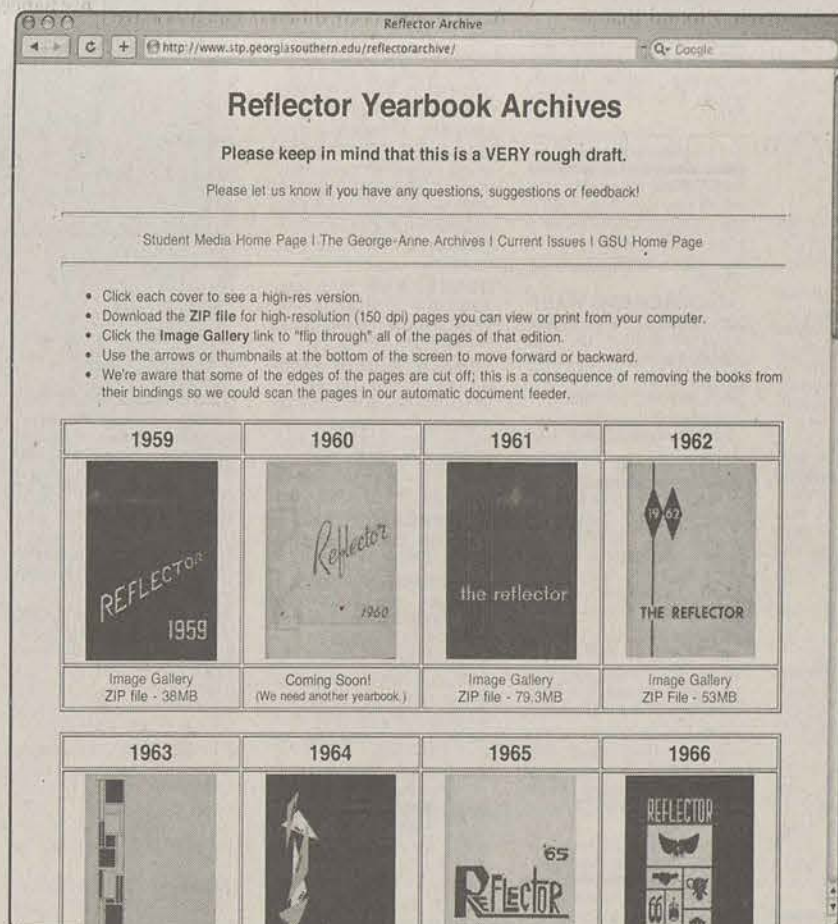 Reflector Archive
http://www.stp.georgiasouthern.edu/reflectorarchive/
Google
Reflector Yearbook Archives
Please keep in mind that this is a VERY rough draft.
Please let us know if you have any questions, suggestions or feedback!
Student Media Home Page I The George-Anne Archives I Current Issues I GSU Home Page
• Click each cover to see a high-res version.
• Download the ZIP file for high-resolution (150 dpi) pages you can view or print from your computer.
• Click the Image Gallery link to "flip through" all of the pages of that edition.
• Use the arrows or thumbnails at the bottom of the screen to move forward or backward.
• We're aware that some of the edges of the pages are cut off; this is a consequence of removing the books from
their bindings so we could scan the pages in our automatic document feeder.
1959 1960 1961 1962
REFLECTOR
1959
Reflector
1960
the reflector
19 62
THE REFLECTOR
Image Gallery
ZIP file - 38MB
Coming Soon!
(We need another yearbook.)
Image Gallery
ZIP file - 79.3MB
Image Gallery
ZIP File - 53MB
1963 1964 1965 1966
'65
REFLECTOR
REFLECTOR
66